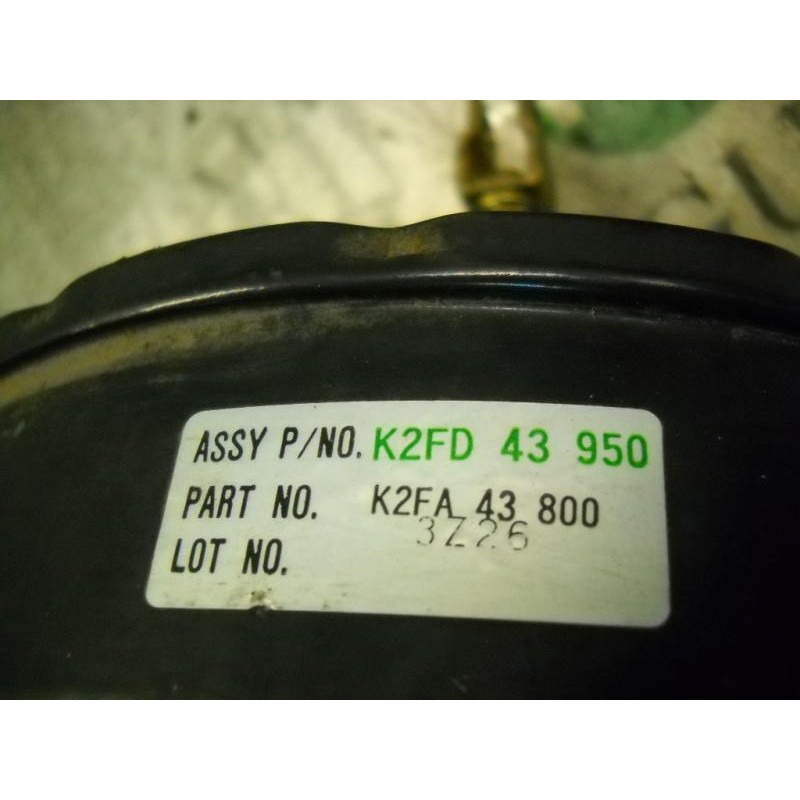 ASSY P/NO. K2FD 43 950
PART NO. K2FA 43 800
LOT NO. 3Z26